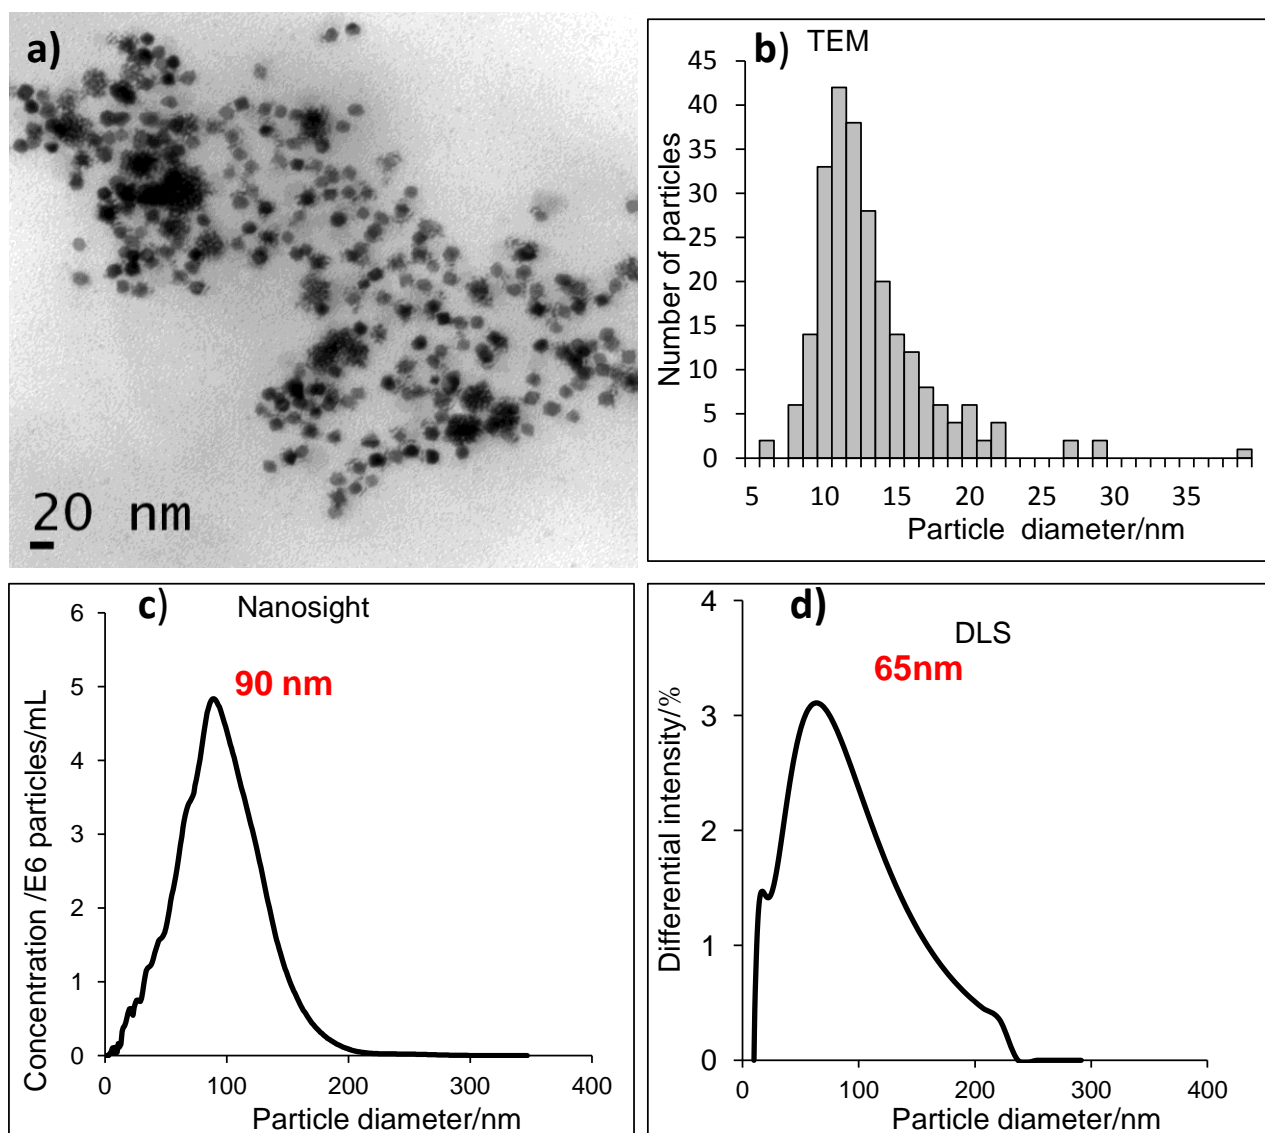 a)
20 nm
b) TEM
Number of particles
45
40
35
30
25
20
15
10
5
0
5 10 15 20 25 30 35
Particle diameter/nm
c) Nanosight
90 nm
Concentration /E6 particles/mL
6
5
4
3
2
1
0
0 100 200 300 400
Particle diameter/nm
d)
DLS
65nm
Differential intensity/%
4
3
2
1
0
0 100 200 300 400
Particle diameter/nm